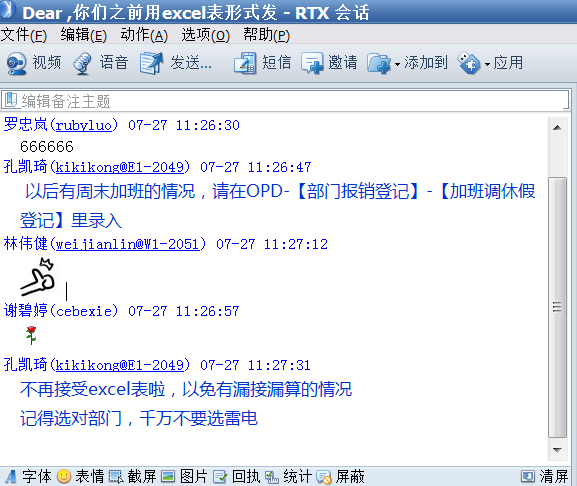 Dear ,你们之前用excel表形式发 - RTX 会话
文件(F) 编辑(E) 动作(A) 选项(O) 帮助(P)
视频 语音 发送... 短信 邀请 添加到 应用
编辑备注主题
罗忠岚(rubyluo) 07-27 11:26:30
666666
孔凯琦(kikikong@E1-2049) 07-27 11:26:47
以后有周末加班的情况，请在OPD-【部门报销登记】-【加班调休假
登记】里录入
林伟健(weijianlin@W1-2051) 07-27 11:27:12
谢碧婷(cebexie) 07-27 11:26:57
孔凯琦(kikikong@E1-2049) 07-27 11:27:31
不再接受excel表啦，以免有漏接漏算的情况
记得选对部门，千万不要选雷电
字体 表情 截屏 图片 回执 统计 屏蔽 清屏